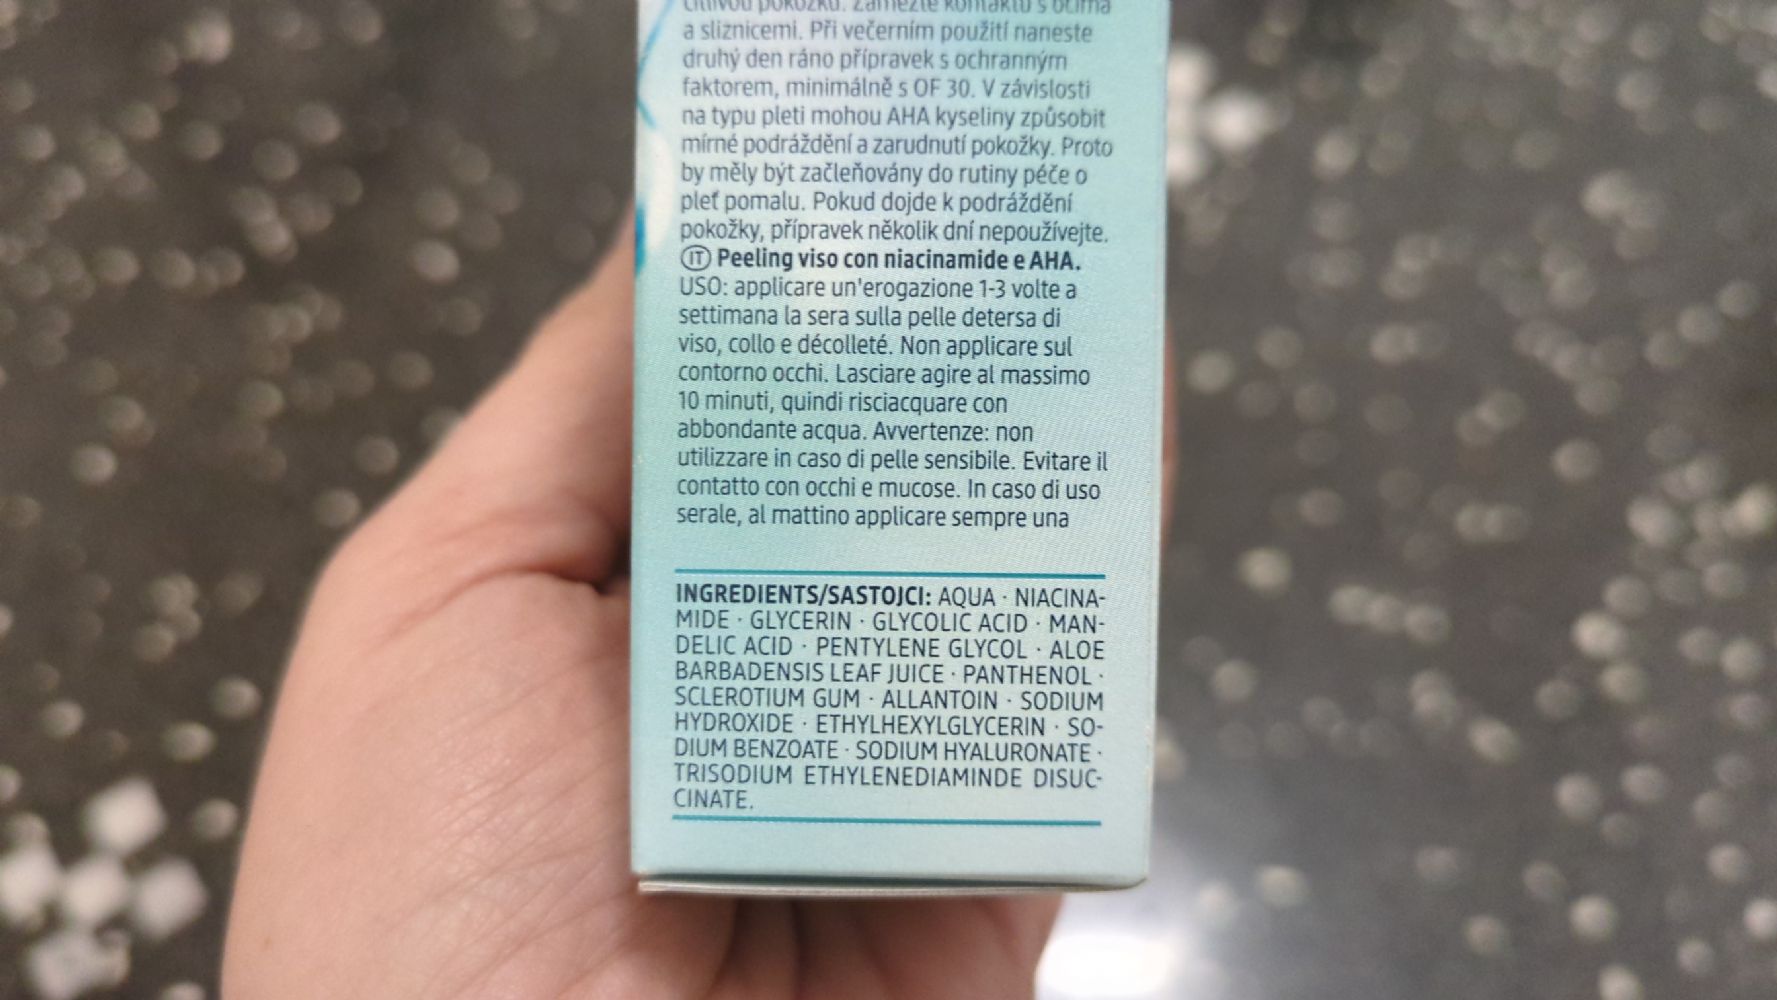 citlivou pokožku. Zamezte kontaktu s očima
a sliznicemi. Při večerním použití naneste
druhý den ráno přípravek s ochranným
faktorem, minimálně s OF 30. V závislosti
na typu pleti mohou AHA kyseliny způsobit
mírné podráždění a zarudnutí pokožky. Proto
by měly být začleňovány do rutiny péče o
pleť pomalu. Pokud dojde k podráždění
pokožky, přípravek několik dní nepoužívejte.
IT Peeling viso con niacinamide e AHA.
USO: applicare un'erogazione 1-3 volte a
settimana la sera sulla pelle detersa di
viso, collo e décolleté. Non applicare sul
contorno occhi. Lasciare agire al massimo
10 minuti, quindi risciacquare con
abbondante acqua. Avvertenze: non
utilizzare in caso di pelle sensibile. Evitare il
contatto con occhi e mucose. In caso di uso
serale, al mattino applicare sempre una
INGREDIENTS/SASTOJCI: AQUA · NIACINA-
MIDE · GLYCERIN · GLYCOLIC ACID · MAN-
DELIC ACID · PENTYLENE GLYCOL · ALOE
BARBADENSIS LEAF JUICE · PANTHENOL ·
SCLEROTIUM GUM · ALLANTOIN · SODIUM
HYDROXIDE · ETHYLHEXYLGLYCERIN · SO-
DIUM BENZOATE · SODIUM HYALURONATE ·
TRISODIUM ETHYLENEDIAMINDE DISUC-
CINATE.